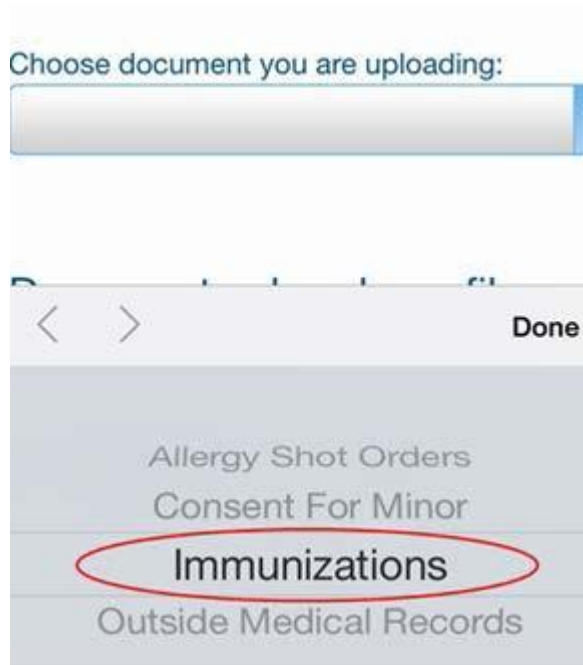 Choose document you are uploading:
Done
Allergy Shot Orders
Consent For Minor
Immunizations
Outside Medical Records